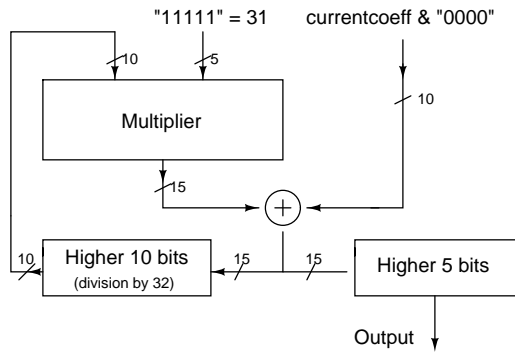 "11111" = 31
currentcoeff & "0000"
10
5
10
Multiplier
15
+
10
Higher 10 bits
(division by 32)
15
15
Higher 5 bits
Output